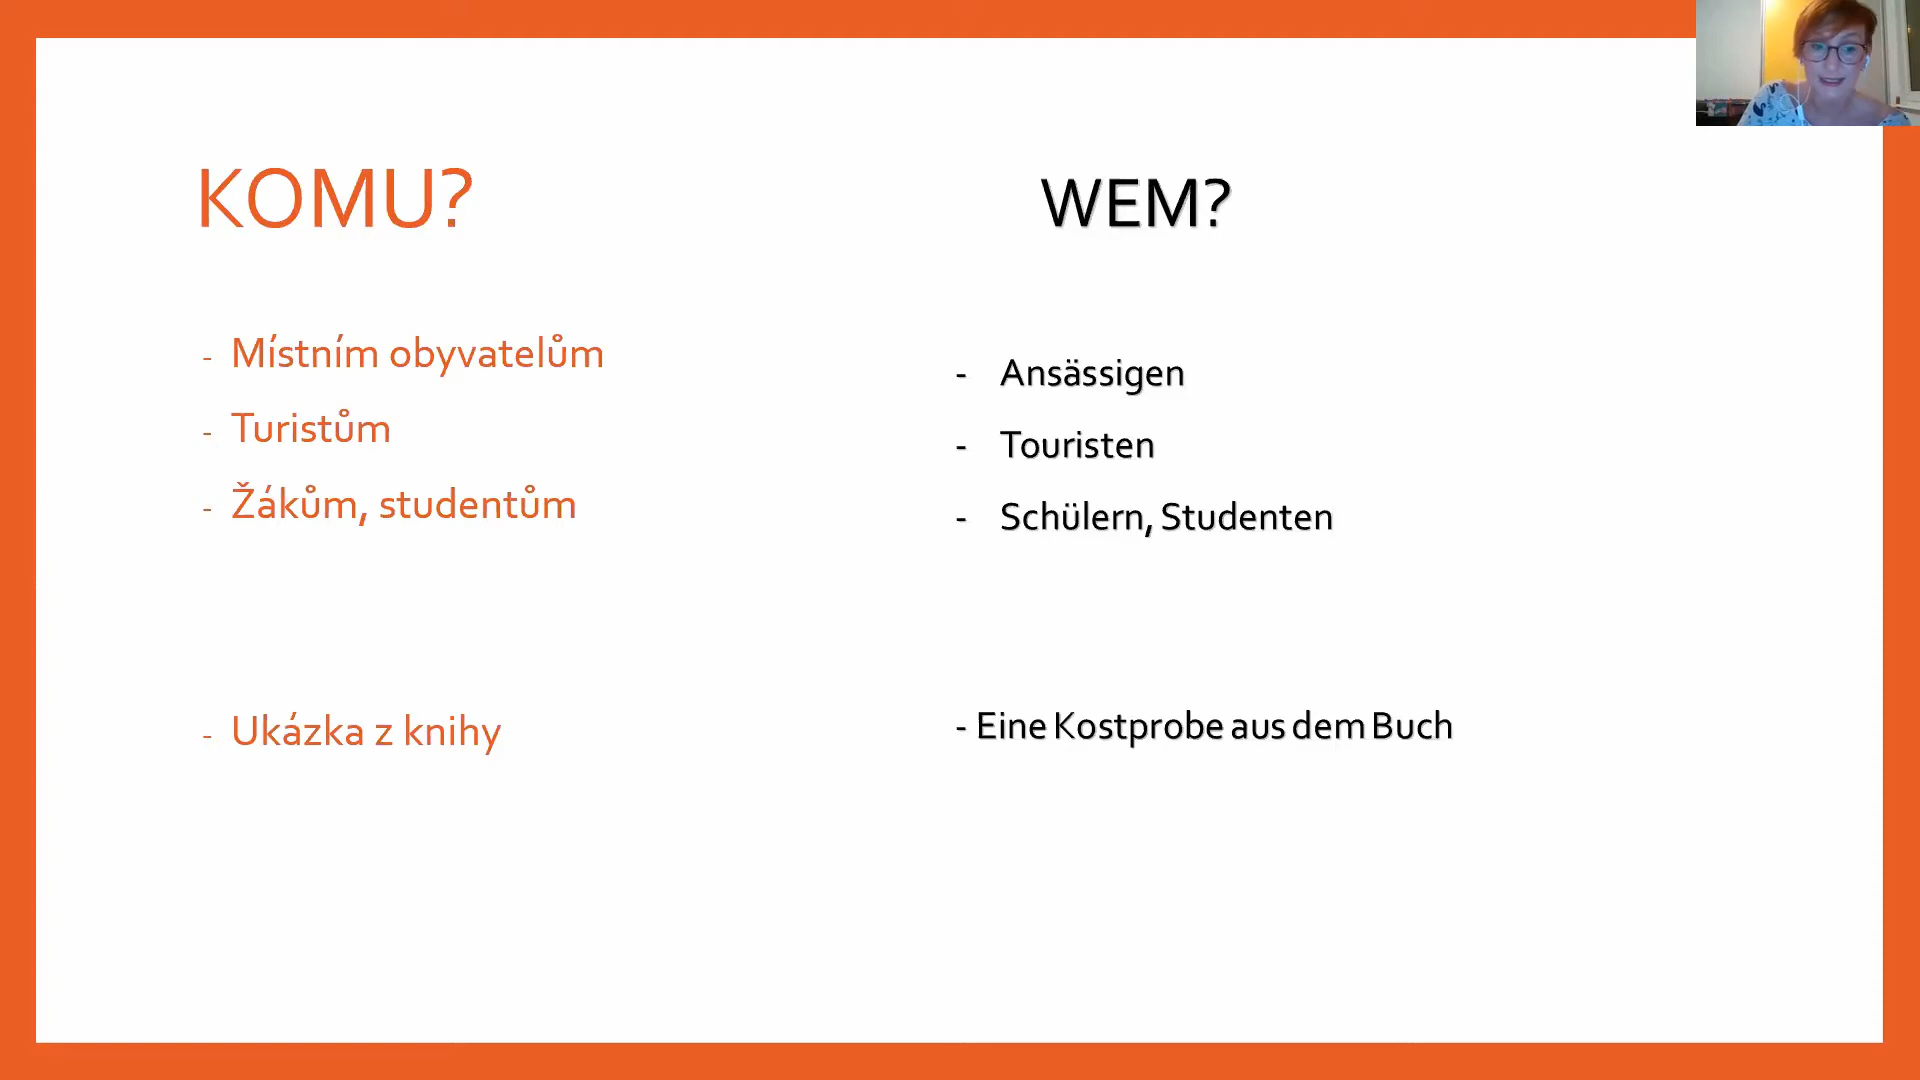 KOMU?
- Místním obyvatelům
- Turistům
- Žákům, studentům
- Ukázka z knihy
WEM?
- Ansässigen
- Touristen
- Schülern, Studenten
- Eine Kostprobe aus dem Buch